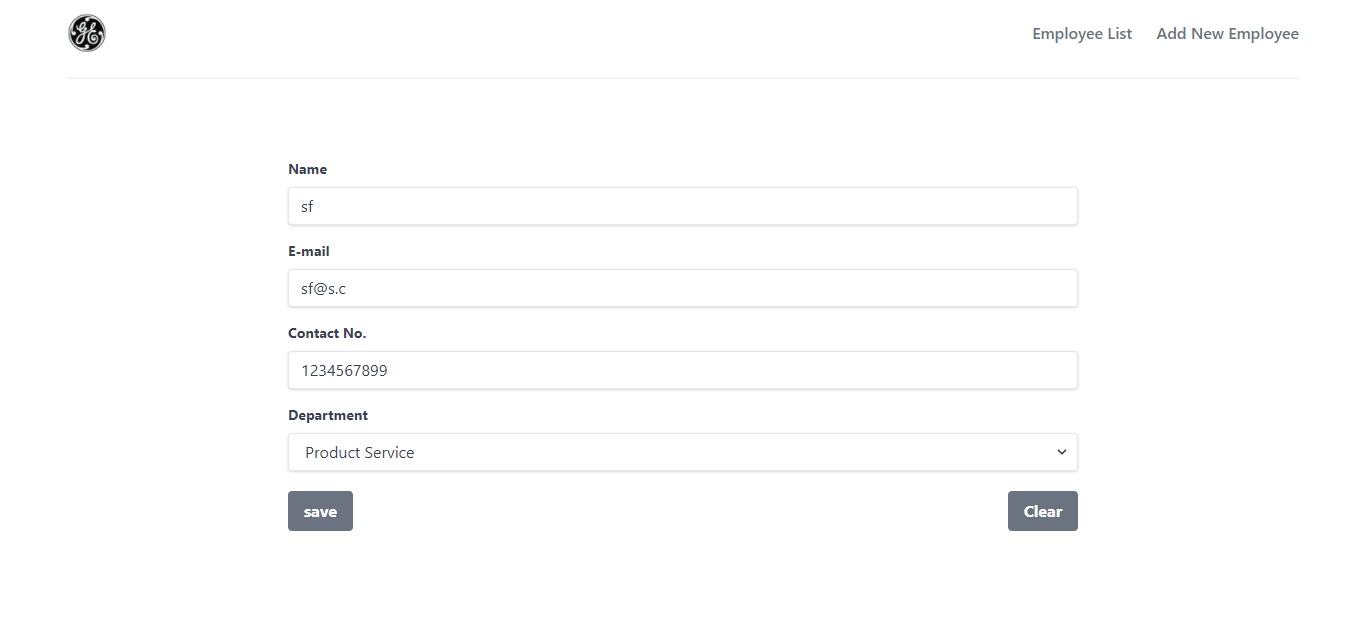 GE
Employee List Add New Employee
Name
sf
E-mail
sf@s.c
Contact No.
1234567899
Department
Product Service
save Clear